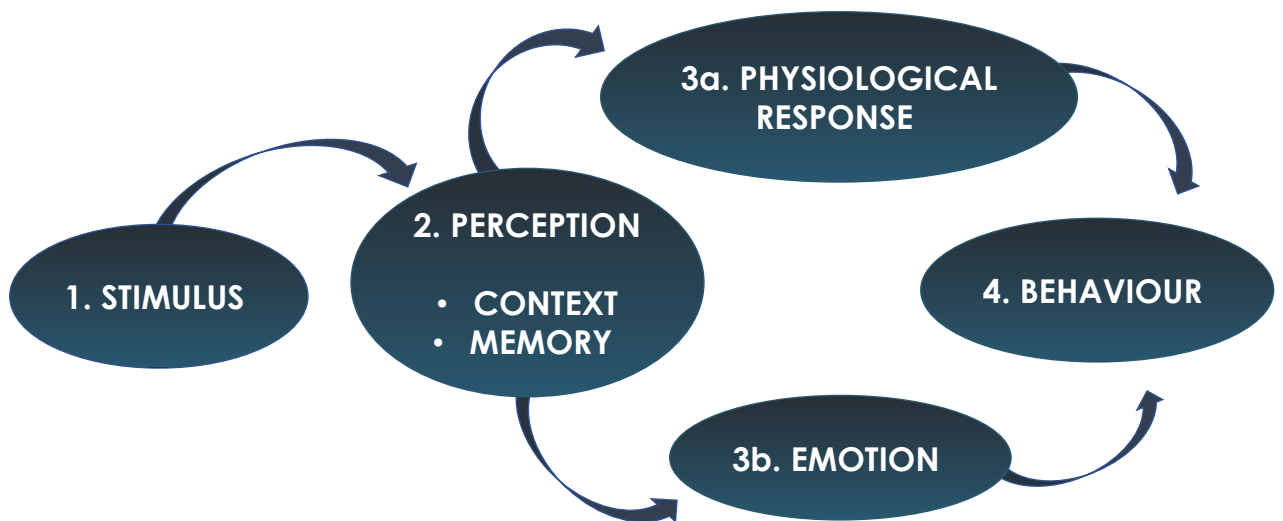 1. STIMULUS
2. PERCEPTION
• CONTEXT
• MEMORY
3a. PHYSIOLOGICAL
RESPONSE
3b. EMOTION
4. BEHAVIOUR